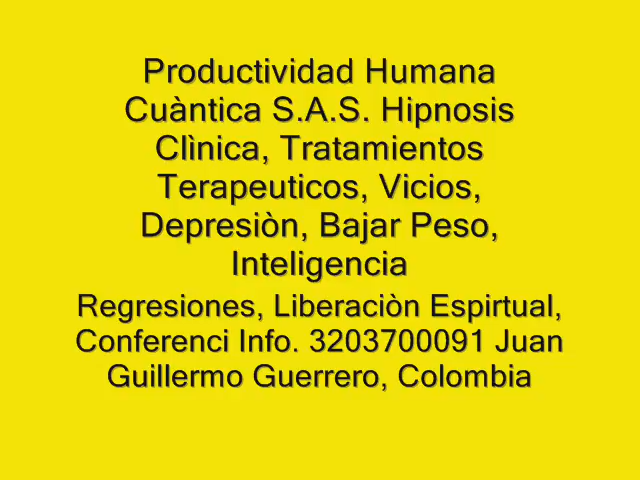 Productividad Humana
Cuàntica S.A.S. Hipnosis
Clìnica, Tratamientos
Terapeuticos, Vicios,
Depresiòn, Bajar Peso,
Inteligencia
Regresiones, Liberaciòn Espirtual,
Conferenci Info. 3203700091 Juan
Guillermo Guerrero, Colombia